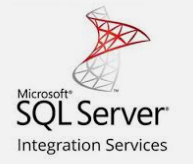 Microsoft®
SQL Server®
Integration Services